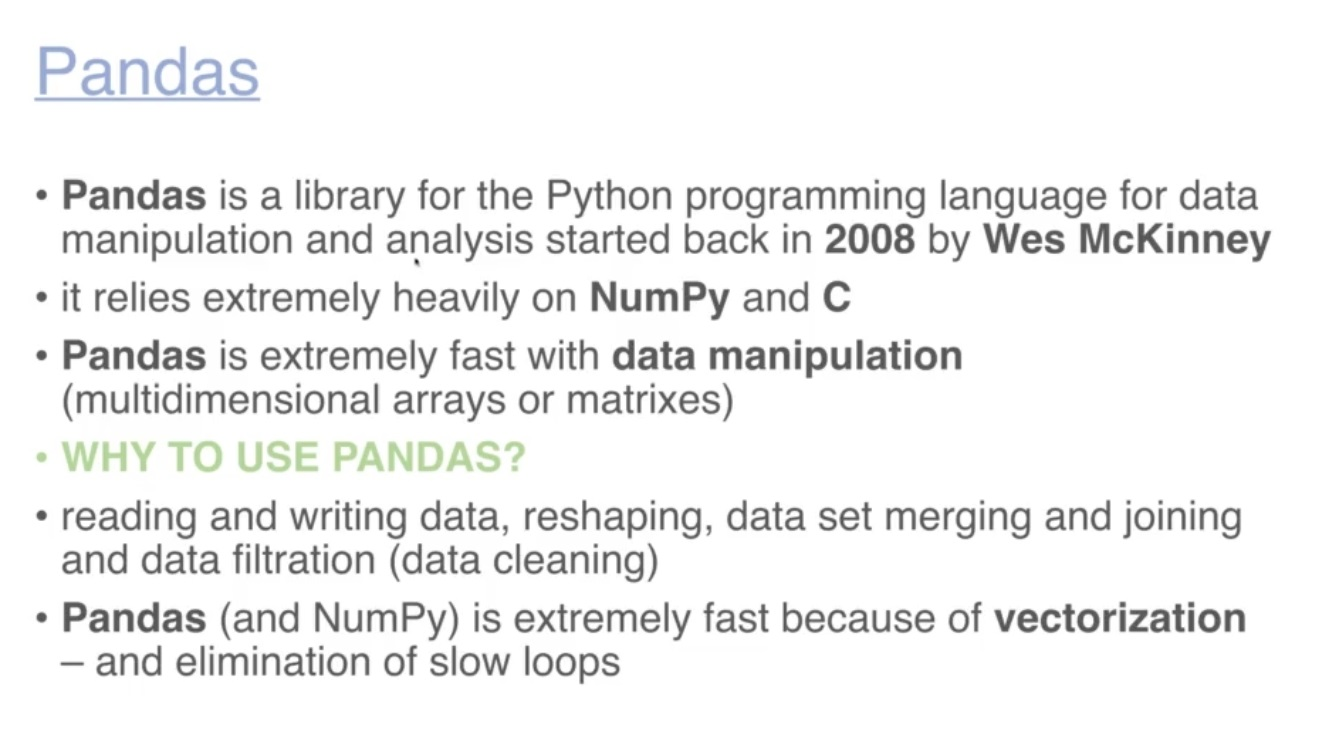 Pandas
• Pandas is a library for the Python programming language for data
manipulation and analysis started back in 2008 by Wes McKinney
• it relies extremely heavily on NumPy and C
• Pandas is extremely fast with data manipulation
(multidimensional arrays or matrixes)
• WHY TO USE PANDAS?
• reading and writing data, reshaping, data set merging and joining
and data filtration (data cleaning)
• Pandas (and NumPy) is extremely fast because of vectorization
– and elimination of slow loops